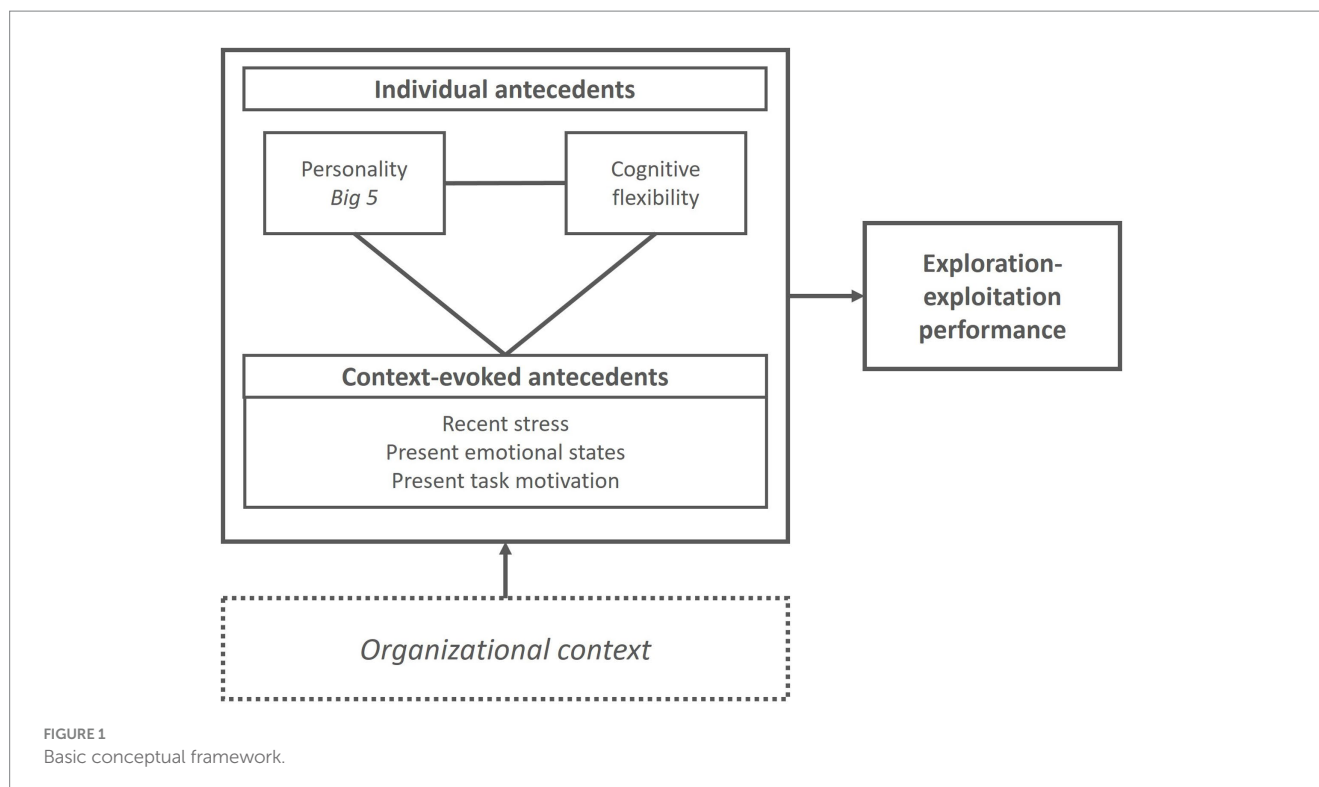 Individual antecedents
Personality
Big 5
Cognitive
flexibility
Context-evoked antecedents
Recent stress
Present emotional states
Present task motivation
Exploration-
exploitation
performance
Organizational context
FIGURE 1
Basic conceptual framework.